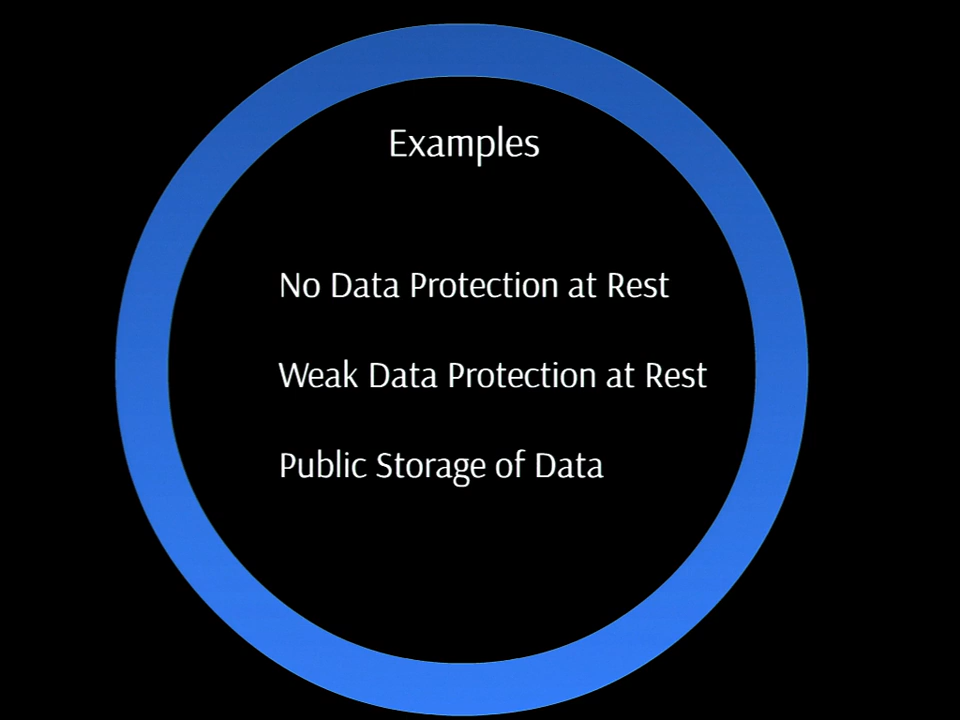 Examples
No Data Protection at Rest
Weak Data Protection at Rest
Public Storage of Data